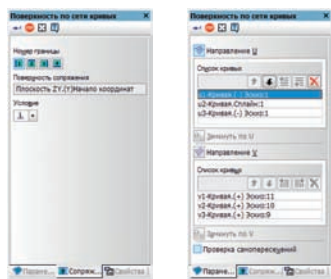 Поверхность по сети кривых
Номер границы
Поверхность сопряжения
Плоскость ZY.(Y)Начало координат
Условие
Параме...
Сопряж...
Свойства
Поверхность по сети кривых
Направление U
Список кривых
u1-Кривая.(-) Эскиз:1
u2-Кривая.Сплайн:1
u3-Кривая.(-) Эскиз:1
Замкнуть по U
Направление V
Список кривых
v1-Кривая.(+) Эскиз:11
v2-Кривая.(+) Эскиз:10
v3-Кривая.(+) Эскиз:9
Замкнуть по V
Проверка самопересечений
Параме...
Сопряж...
Свойства